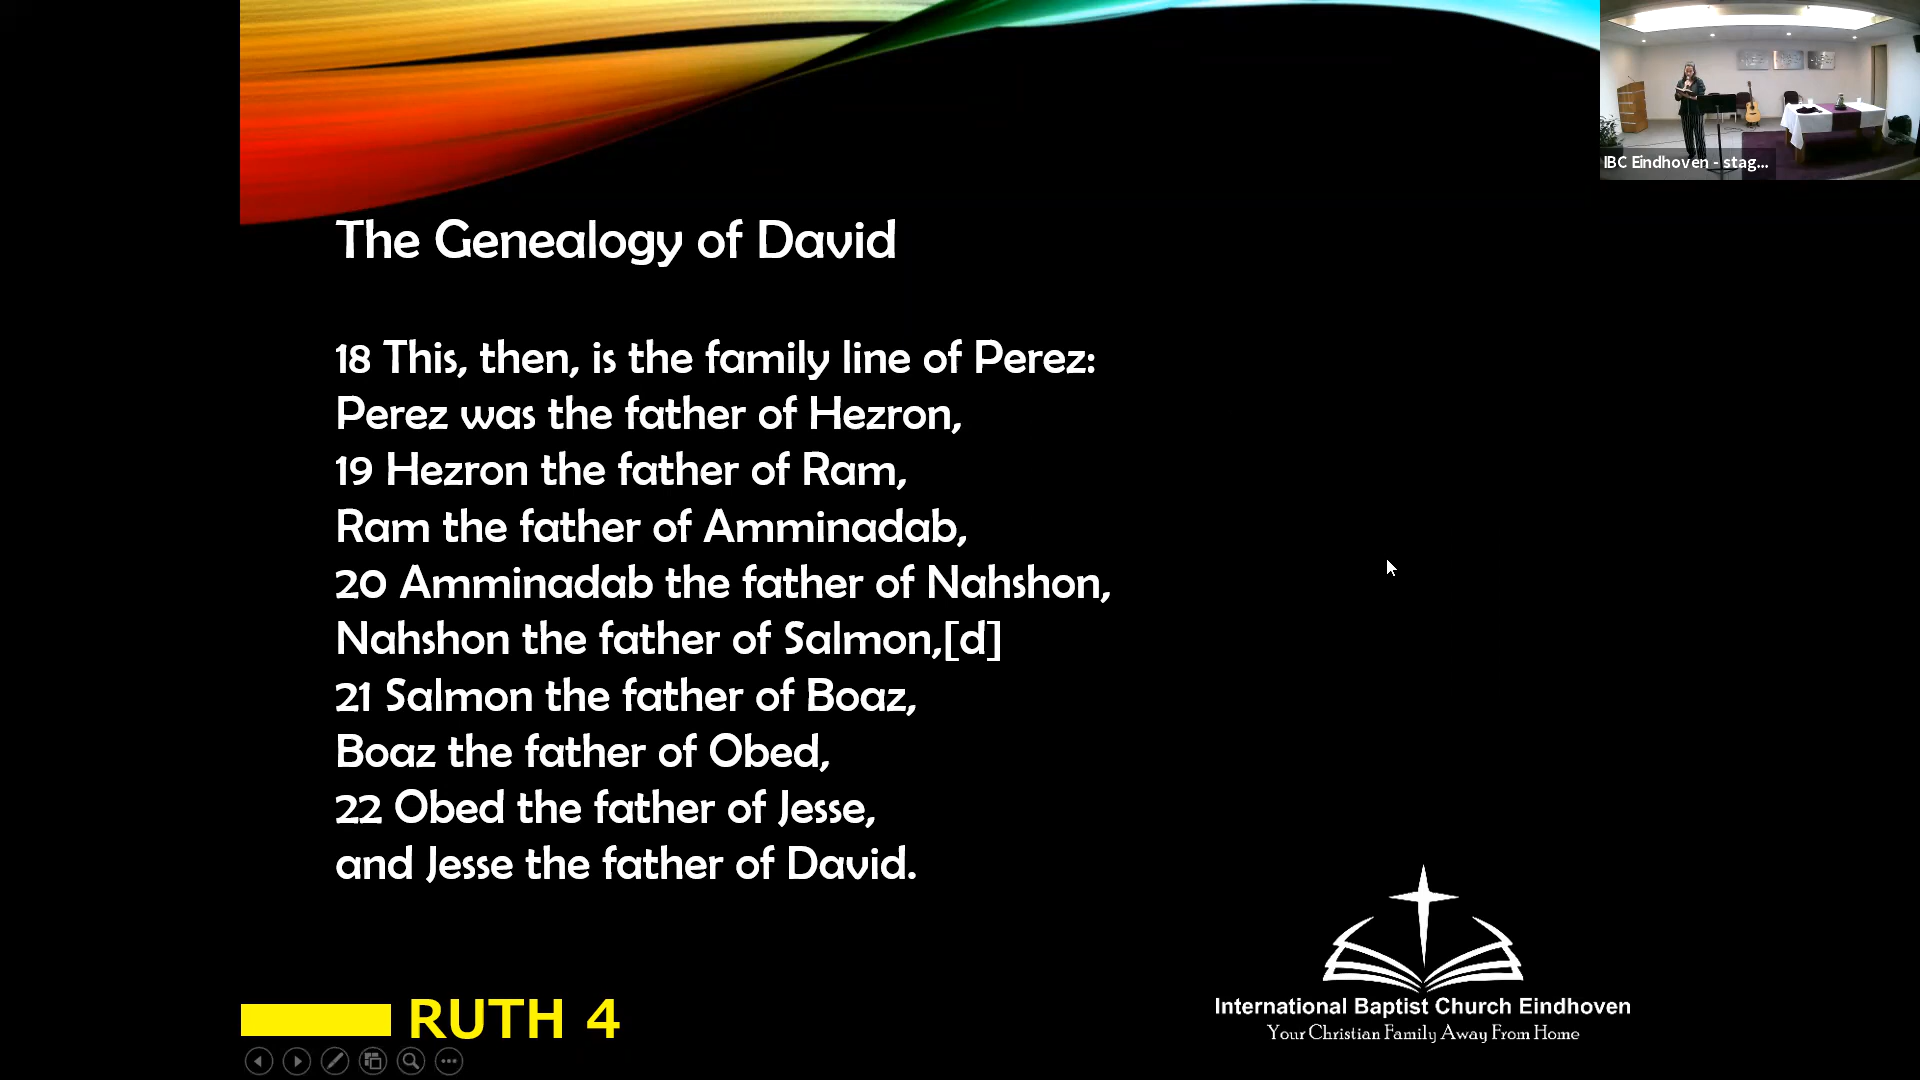 IBC Eindhoven - stag...
The Genealogy of David
18 This, then, is the family line of Perez:
Perez was the father of Hezron,
19 Hezron the father of Ram,
Ram the father of Amminadab,
20 Amminadab the father of Nahshon,
Nahshon the father of Salmon,[d]
21 Salmon the father of Boaz,
Boaz the father of Obed,
22 Obed the father of Jesse,
and Jesse the father of David.
RUTH 4
International Baptist Church Eindhoven
Your Christian Family Away From Home